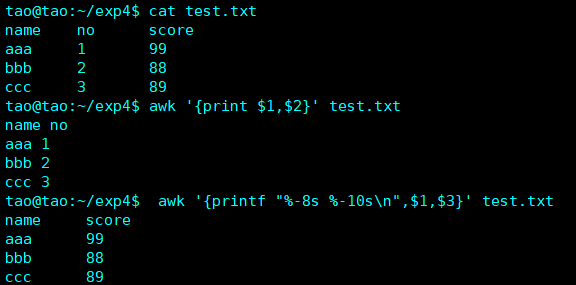 tao@tao:~/exp4$ cat test.txt
name    no      score
aaa     1       99
bbb     2       88
ccc     3       89
tao@tao:~/exp4$ awk '{print $1,$2}' test.txt
name no
aaa 1
bbb 2
ccc 3
tao@tao:~/exp4$  awk '{printf "%-8s %-10s\n",$1,$3}' test.txt
name     score
aaa      99
bbb      88
ccc      89